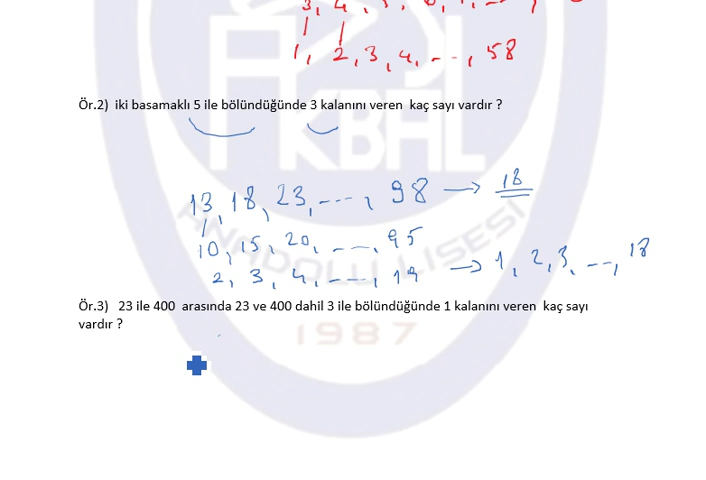 1, 2, 3, 4, ---, 58
Ör.2) iki basamaklı 5 ile bölündüğünde 3 kalanını veren kaç sayı vardır ?
13, 18, 23, ---, 98 → 18
10, 15, 20, ---, 95
2, 3, 4, ---, 19 → 1, 2, 3, --, 18
ANADOLU LİSESİ
Ör.3) 23 ile 400 arasında 23 ve 400 dahil 3 ile bölündüğünde 1 kalanını veren kaç sayı
vardır ?
1987
KBHL